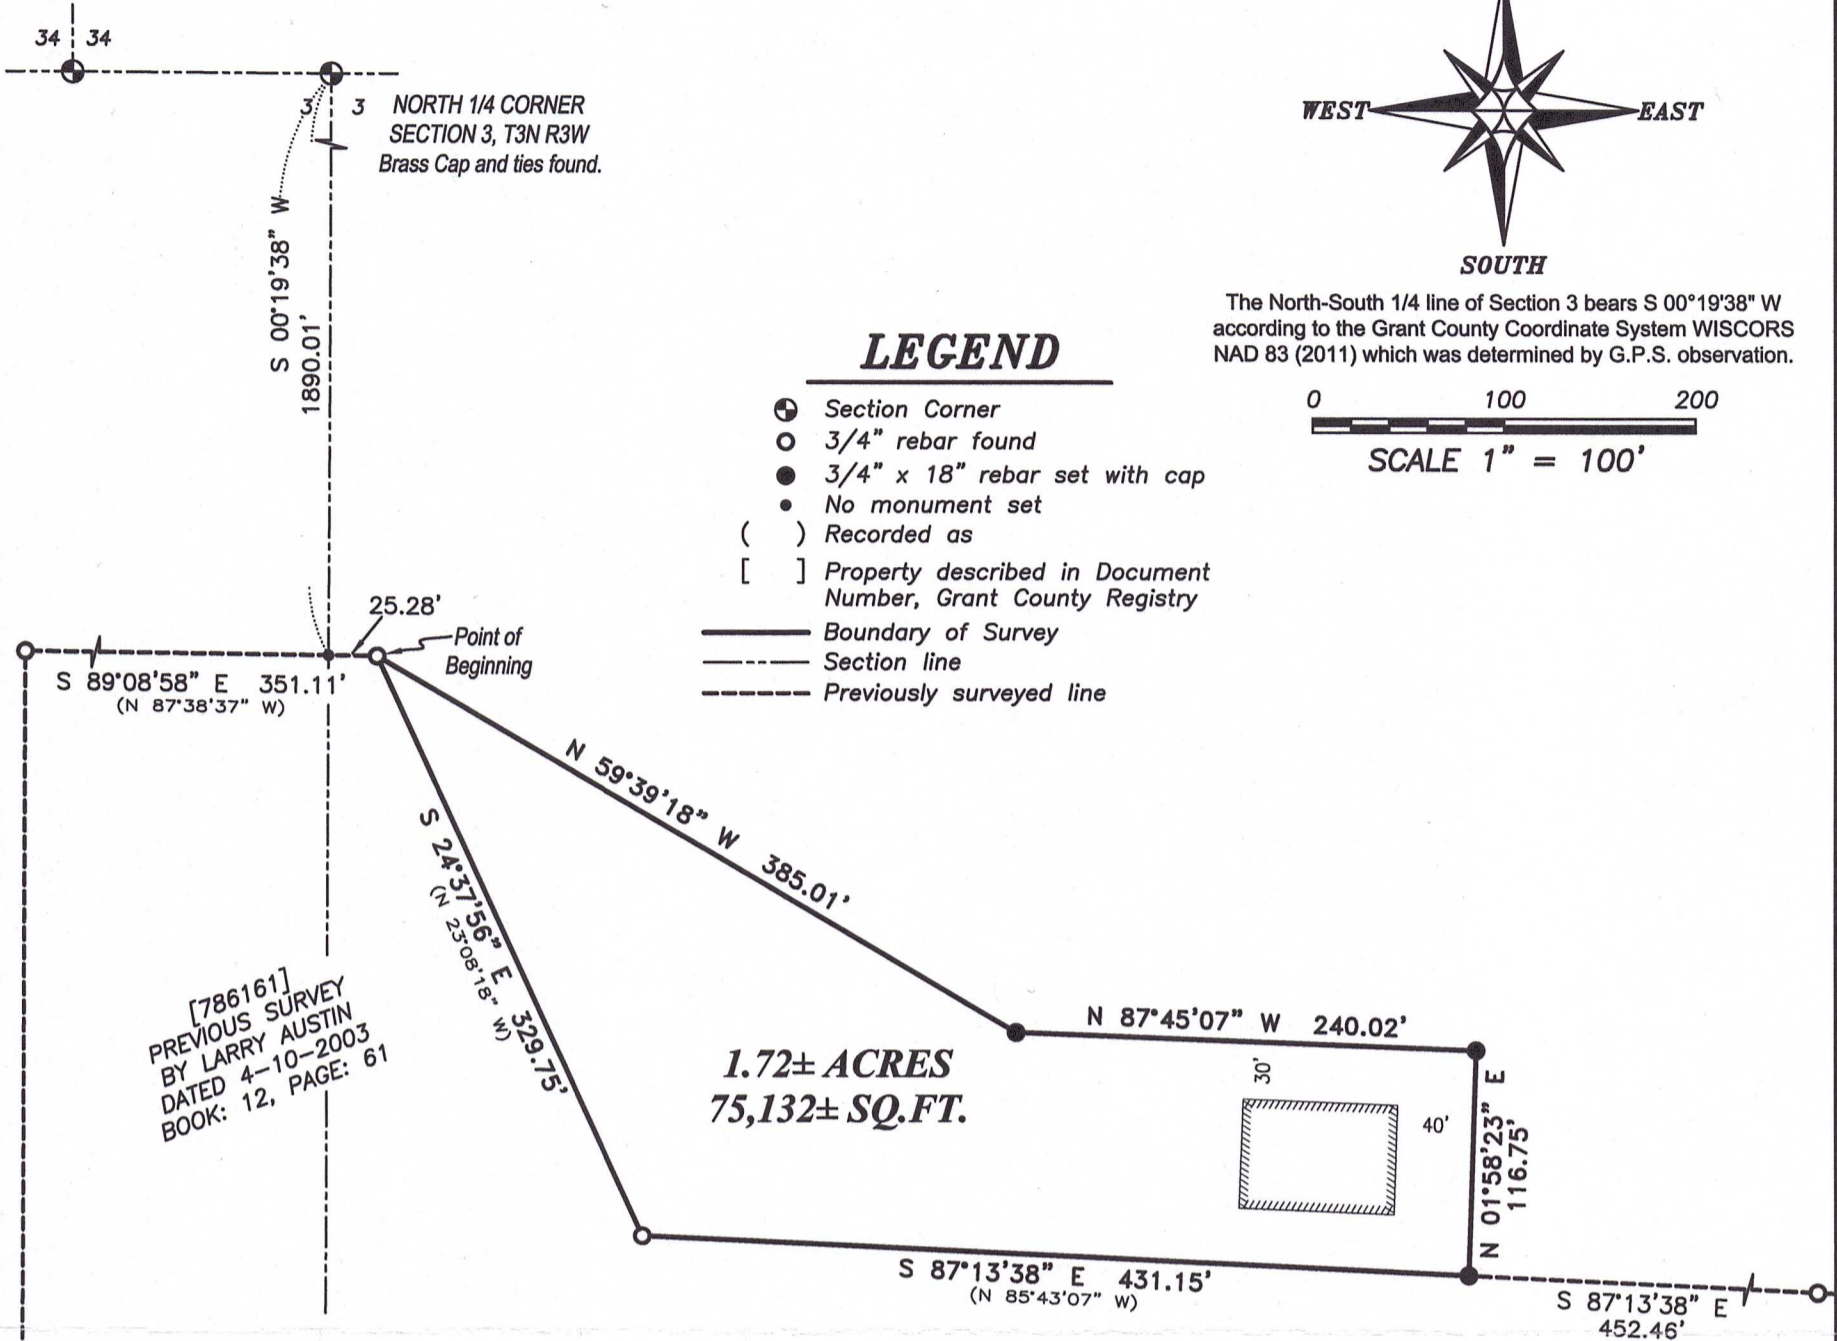 34 34
3 3
NORTH 1/4 CORNER
SECTION 3, T3N R3W
Brass Cap and ties found.
WEST
EAST
SOUTH
The North-South 1/4 line of Section 3 bears S 00°19'38" W
according to the Grant County Coordinate System WISCORS
NAD 83 (2011) which was determined by G.P.S. observation.
0 100 200
SCALE 1" = 100'
S 00°19'38" W
1890.01'
LEGEND
Section Corner
3/4" rebar found
3/4" x 18" rebar set with cap
No monument set
( ) Recorded as
[ ] Property described in Document
Number, Grant County Registry
Boundary of Survey
Section line
Previously surveyed line
25.28'
Point of
Beginning
S 89°08'58" E 351.11'
(N 87°38'37" W)
N 59°39'18" W 385.01'
S 24°37'56" E 329.75'
(N 23°08'18" W)
[786161]
PREVIOUS SURVEY
BY LARRY AUSTIN
DATED 4-10-2003
BOOK: 12, PAGE: 61
1.72± ACRES
75,132± SQ.FT.
N 87°45'07" W 240.02'
30'
40'
N 01°58'23" E
116.75'
S 87°13'38" E 431.15'
(N 85°43'07" W)
S 87°13'38" E
452.46'